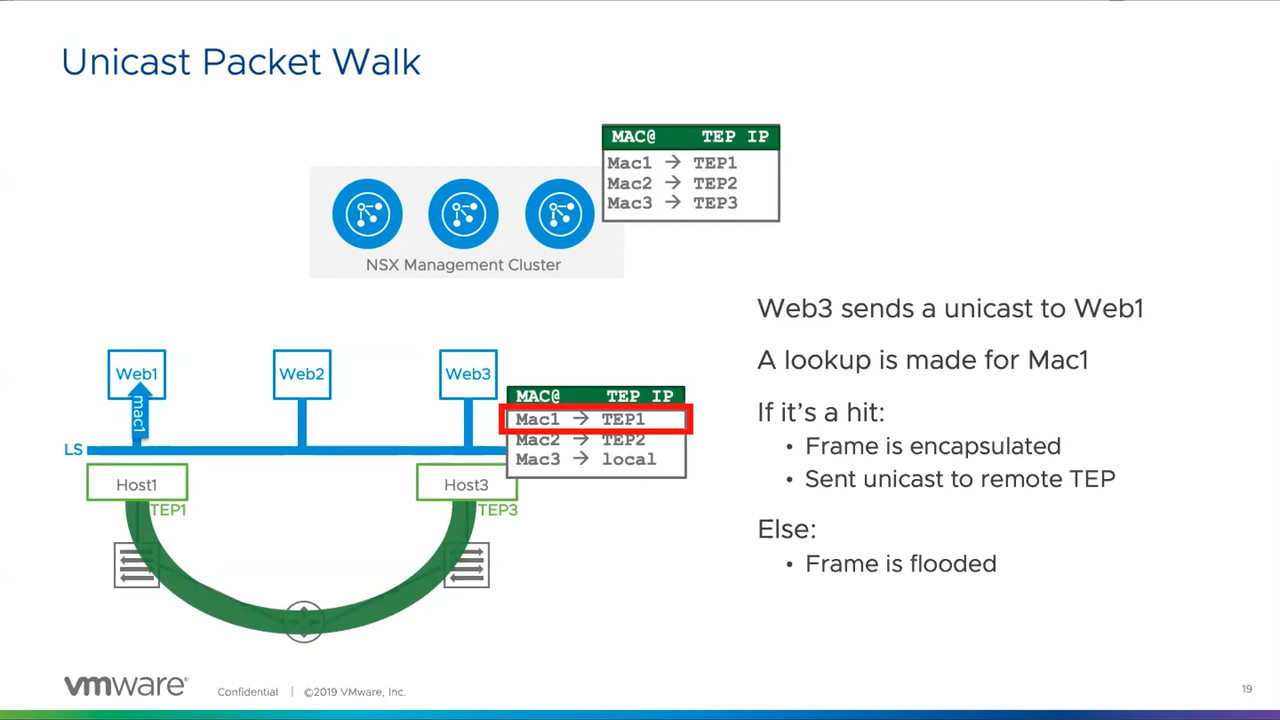 Unicast Packet Walk
MAC@ TEP IP
Mac1 → TEP1
Mac2 → TEP2
Mac3 → TEP3
NSX Management Cluster
Web1
Web2
Web3
mac1
LS
MAC@ TEP IP
Mac1 → TEP1
Mac2 → TEP2
Mac3 → local
Host1
Host3
TEP1
TEP3
Web3 sends a unicast to Web1
A lookup is made for Mac1
If it's a hit:
• Frame is encapsulated
• Sent unicast to remote TEP
Else:
• Frame is flooded
vmware®
Confidential | ©2019 VMware, Inc.
19